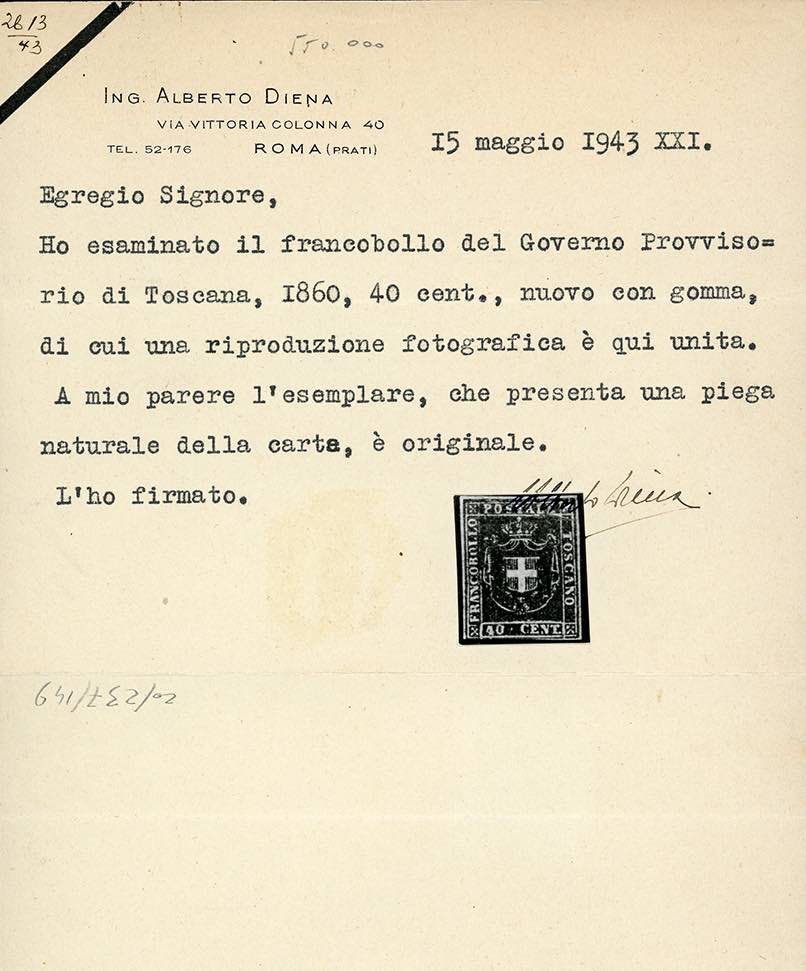 2613
43
550.000
ING. ALBERTO DIENA
VIA VITTORIA COLONNA 40
TEL. 52-176 ROMA (PRATI)
15 maggio 1943 XXI.
Egregio Signore,
Ho esaminato il francobollo del Governo Provviso=
rio di Toscana, 1860, 40 cent., nuovo con gomma,
di cui una riproduzione fotografica è qui unita.
A mio parere l'esemplare, che presenta una piega
naturale della carta, è originale.
L'ho firmato.
Alberto Diena
FRANCOBOLLO
POSTALE
TOSCANO
40 · CENT.